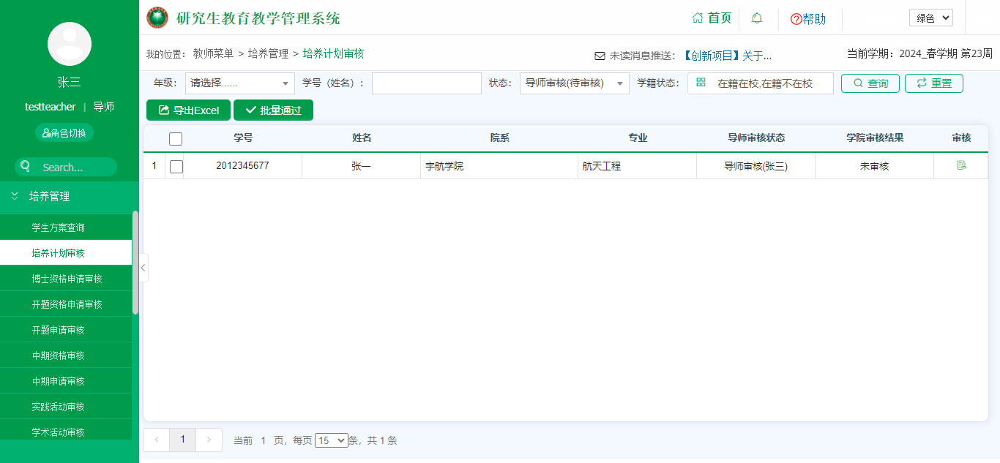 研究生教育教学管理系统
首页
帮助
绿色
张三
testteacher | 导师
角色切换
Search...
培养管理
学生方案查询
培养计划审核
博士资格申请审核
开题资格申请审核
开题申请审核
中期资格审核
中期申请审核
实践活动审核
学术活动审核
我的位置: 教师菜单 > 培养管理 > 培养计划审核
未读消息推送: 【创新项目】关于...
当前学期: 2024_春学期 第23周
年级: 请选择...... 学号（姓名）: 状态: 导师审核(待审核) 学籍状态: 在籍在校,在籍不在校 查询 重置
导出Excel 批量通过
学号 姓名 院系 专业 导师审核状态 学院审核结果 审核
1 2012345677 张一 宇航学院 航天工程 导师审核(张三) 未审核
< 1 > 当前 1 页, 每页 15 条, 共 1 条